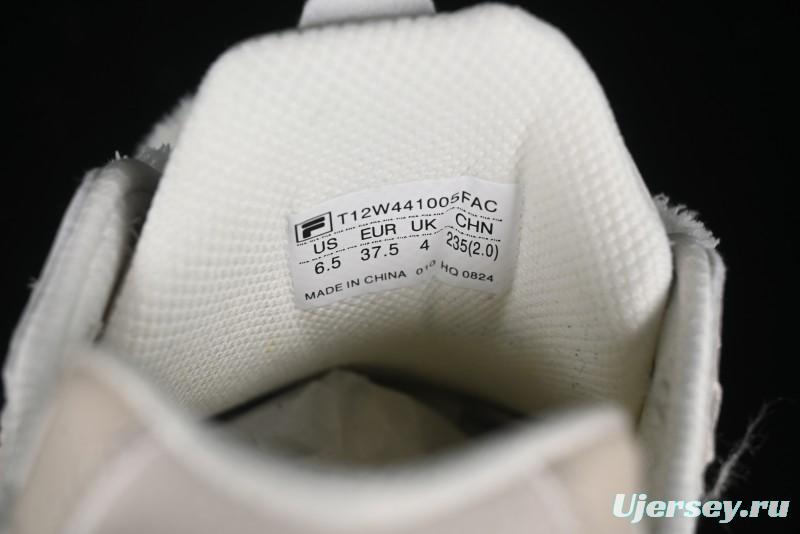 F T12W441005FAC
US EUR UK CHN
6.5 37.5 4 235(2.0)
MADE IN CHINA 010 HQ 0824
Ujersey.ru